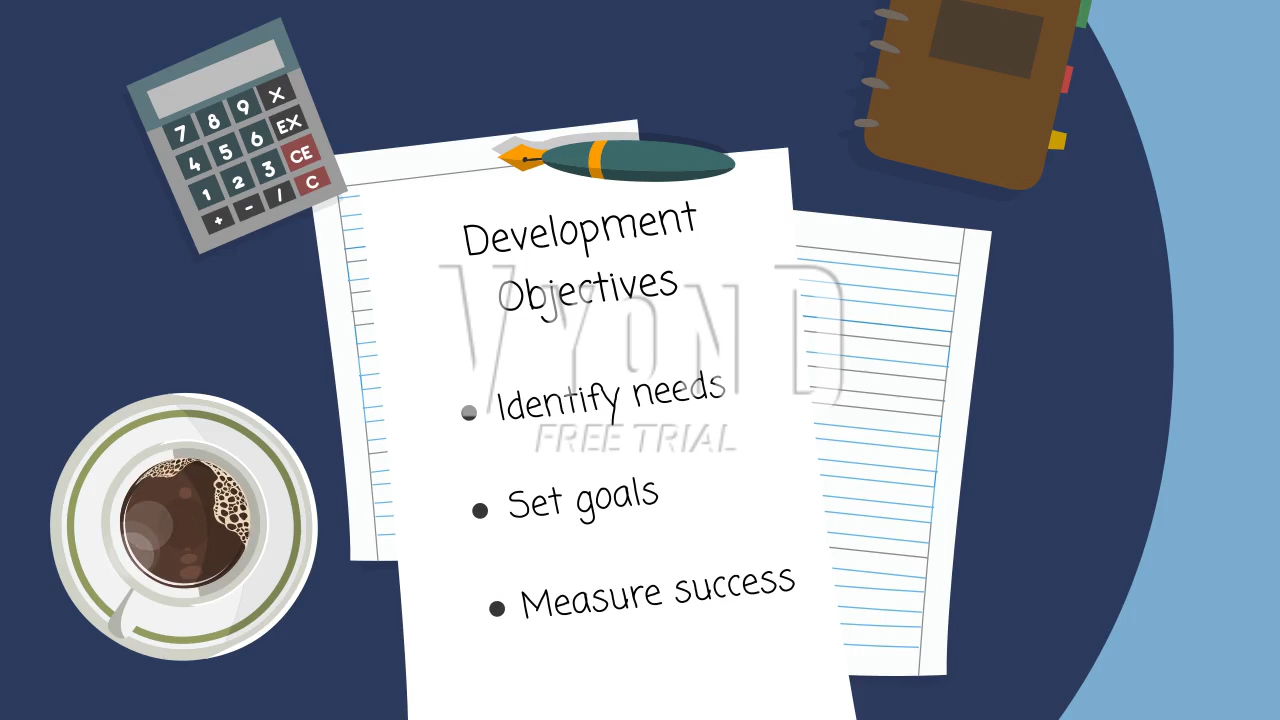 7 8 9 X
4 5 6 EX
1 2 3 CE
+ - / C
Development
Objectives
VYOND
FREE TRIAL
• Identify needs
• Set goals
• Measure success